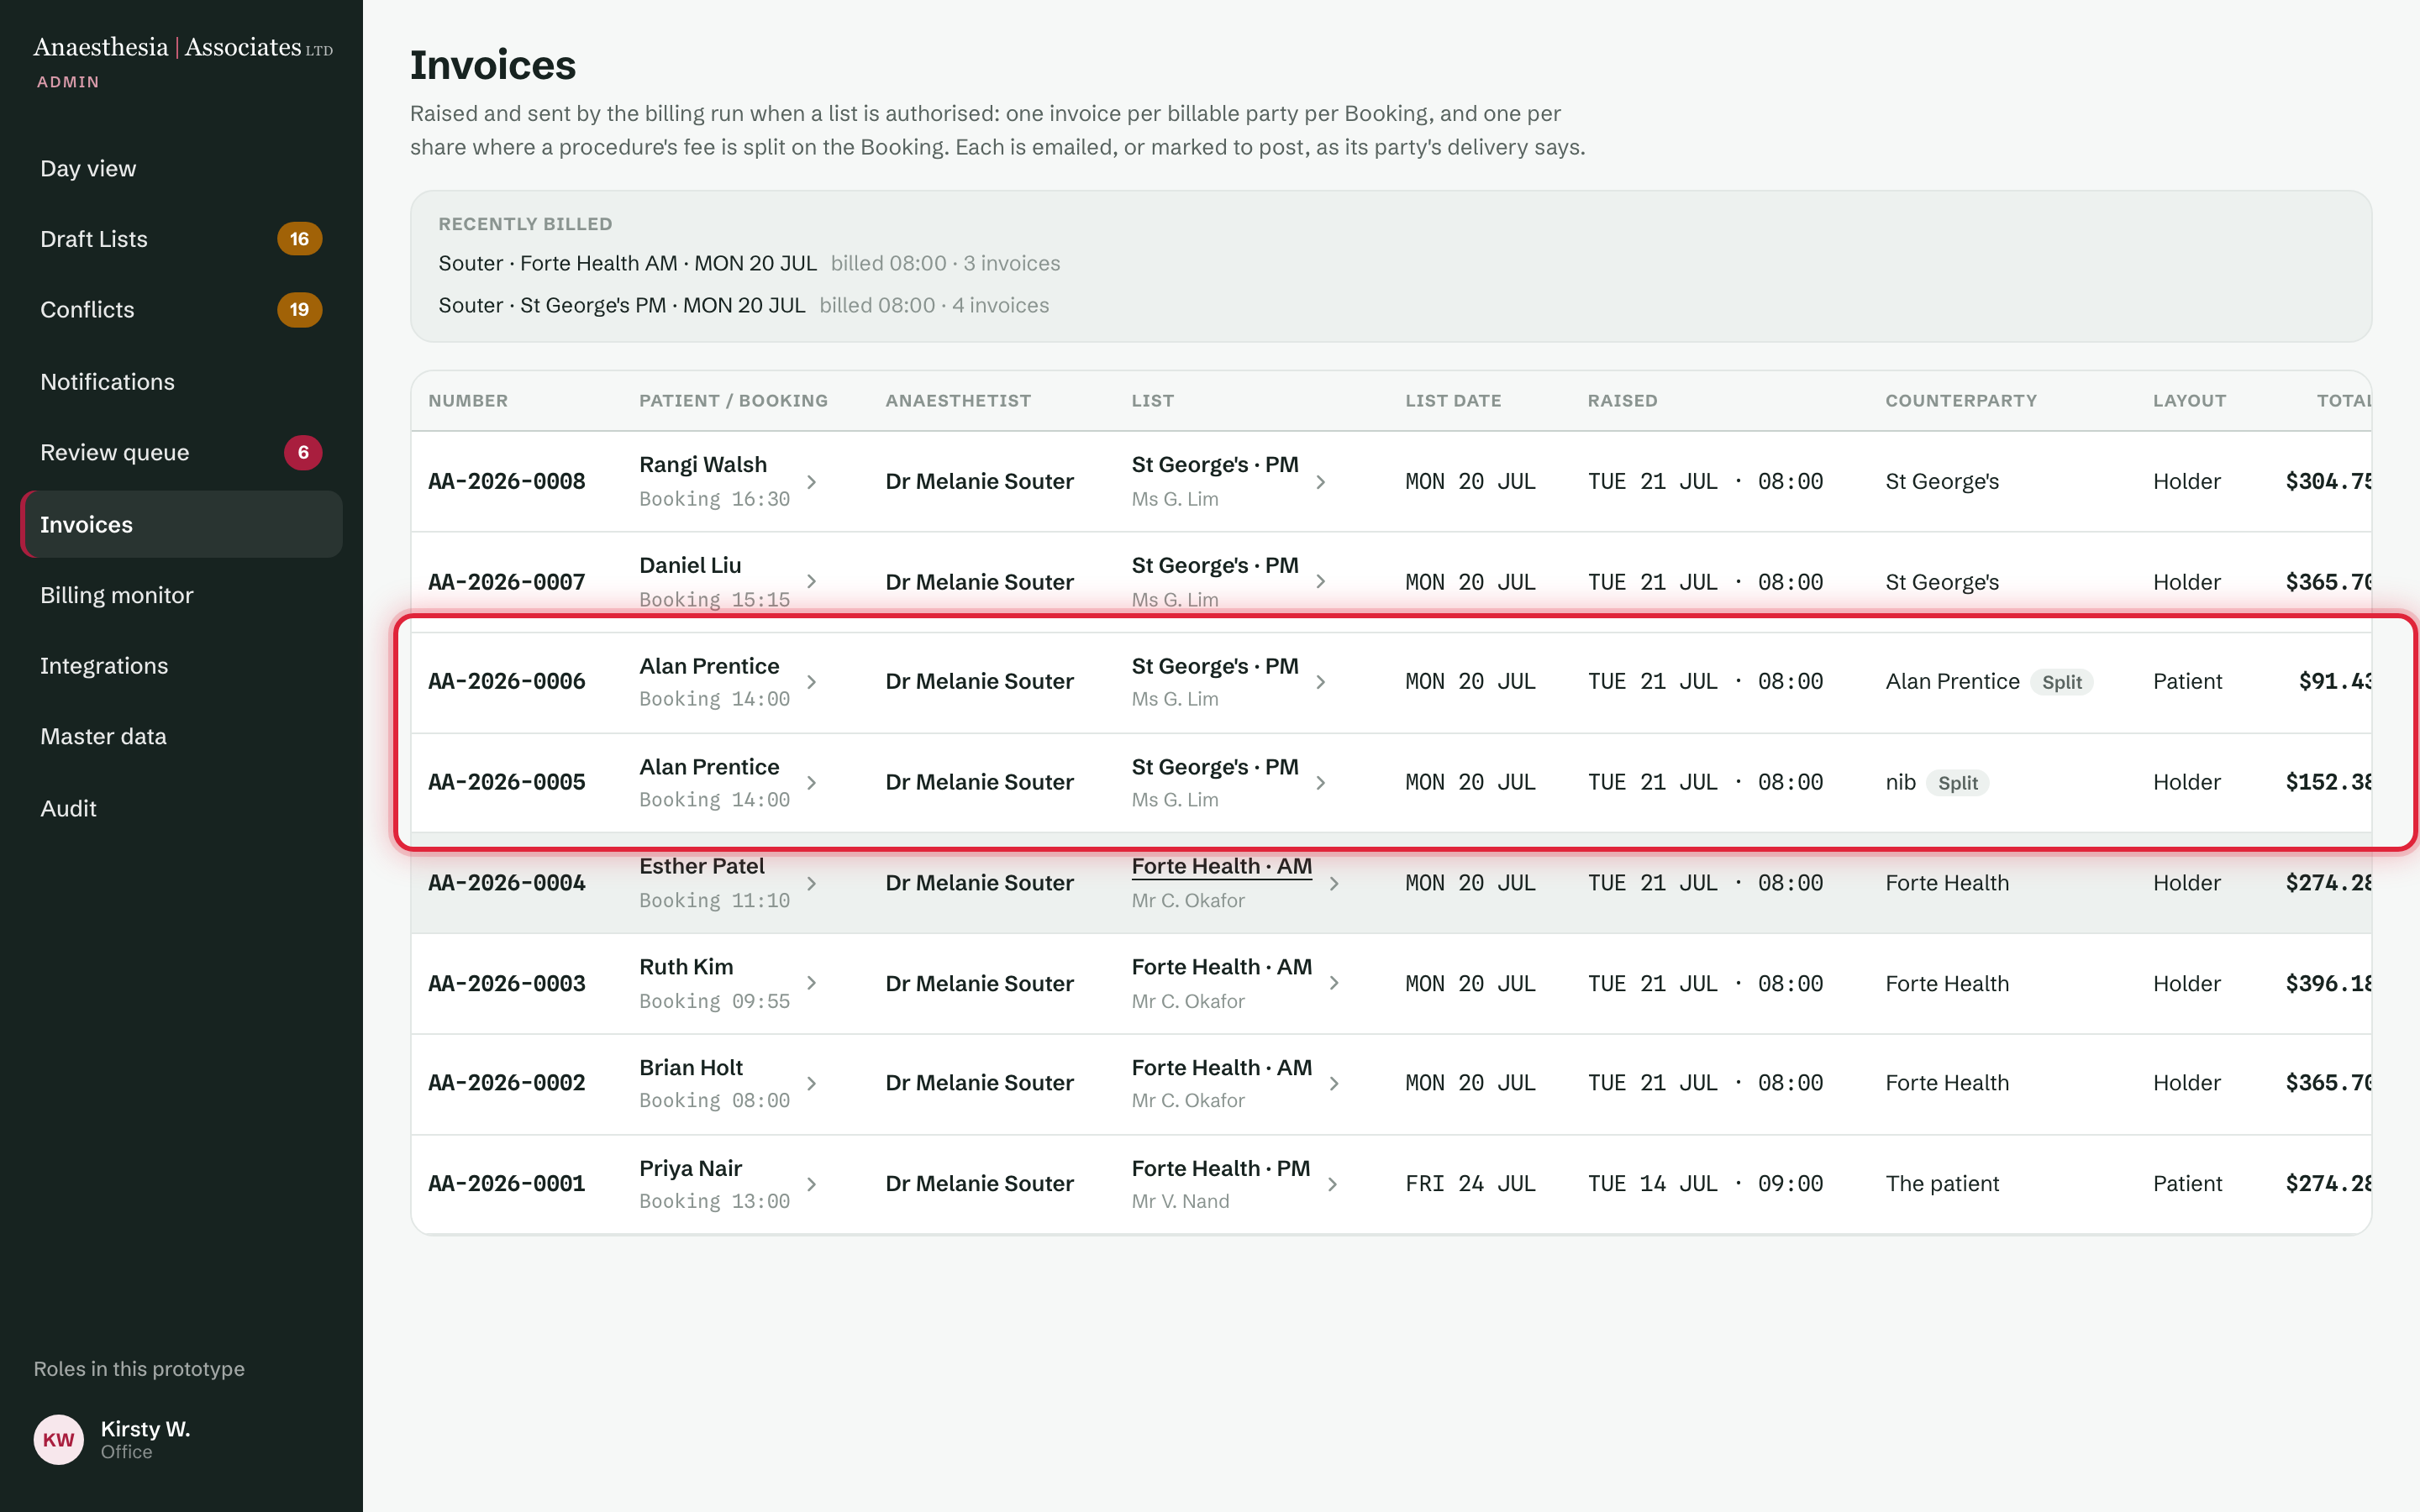 Anaesthesia | Associates LTD
ADMIN
Day view
Draft Lists 16
Conflicts 19
Notifications
Review queue 6
Invoices
Billing monitor
Integrations
Master data
Audit
Roles in this prototype
KW Kirsty W.
Office
Invoices
Raised and sent by the billing run when a list is authorised: one invoice per billable party per Booking, and one per
share where a procedure's fee is split on the Booking. Each is emailed, or marked to post, as its party's delivery says.
RECENTLY BILLED
Souter · Forte Health AM · MON 20 JUL billed 08:00 · 3 invoices
Souter · St George's PM · MON 20 JUL billed 08:00 · 4 invoices
NUMBER PATIENT / BOOKING ANAESTHETIST LIST LIST DATE RAISED COUNTERPARTY LAYOUT TOTAL
AA-2026-0008 Rangi Walsh Dr Melanie Souter St George's · PM MON 20 JUL TUE 21 JUL · 08:00 St George's Holder $304.75
Booking 16:30 Ms G. Lim
AA-2026-0007 Daniel Liu Dr Melanie Souter St George's · PM MON 20 JUL TUE 21 JUL · 08:00 St George's Holder $365.70
Booking 15:15 Ms G. Lim
AA-2026-0006 Alan Prentice Dr Melanie Souter St George's · PM MON 20 JUL TUE 21 JUL · 08:00 Alan Prentice Split Patient $91.43
Booking 14:00 Ms G. Lim
AA-2026-0005 Alan Prentice Dr Melanie Souter St George's · PM MON 20 JUL TUE 21 JUL · 08:00 nib Split Holder $152.38
Booking 14:00 Ms G. Lim
AA-2026-0004 Esther Patel Dr Melanie Souter Forte Health · AM MON 20 JUL TUE 21 JUL · 08:00 Forte Health Holder $274.28
Booking 11:10 Mr C. Okafor
AA-2026-0003 Ruth Kim Dr Melanie Souter Forte Health · AM MON 20 JUL TUE 21 JUL · 08:00 Forte Health Holder $396.18
Booking 09:55 Mr C. Okafor
AA-2026-0002 Brian Holt Dr Melanie Souter Forte Health · AM MON 20 JUL TUE 21 JUL · 08:00 Forte Health Holder $365.70
Booking 08:00 Mr C. Okafor
AA-2026-0001 Priya Nair Dr Melanie Souter Forte Health · PM FRI 24 JUL TUE 14 JUL · 09:00 The patient Patient $274.28
Booking 13:00 Mr V. Nand